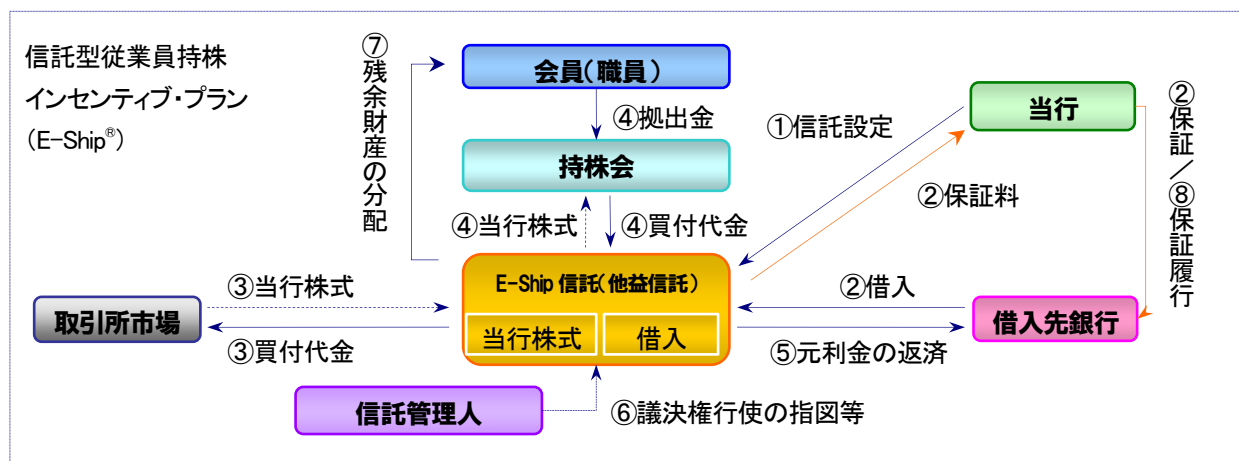 信託型従業員持株
インセンティブ・プラン
(E-Ship®)
⑦残余財産の分配
会員(職員)
④拠出金
持株会
④当行株式
④買付代金
①信託設定
②保証料
当行
②保証/⑧保証履行
E-Ship 信託(他益信託)
当行株式
借入
③当行株式
取引所市場
③買付代金
②借入
借入先銀行
⑤元利金の返済
信託管理人
⑥議決権行使の指図等